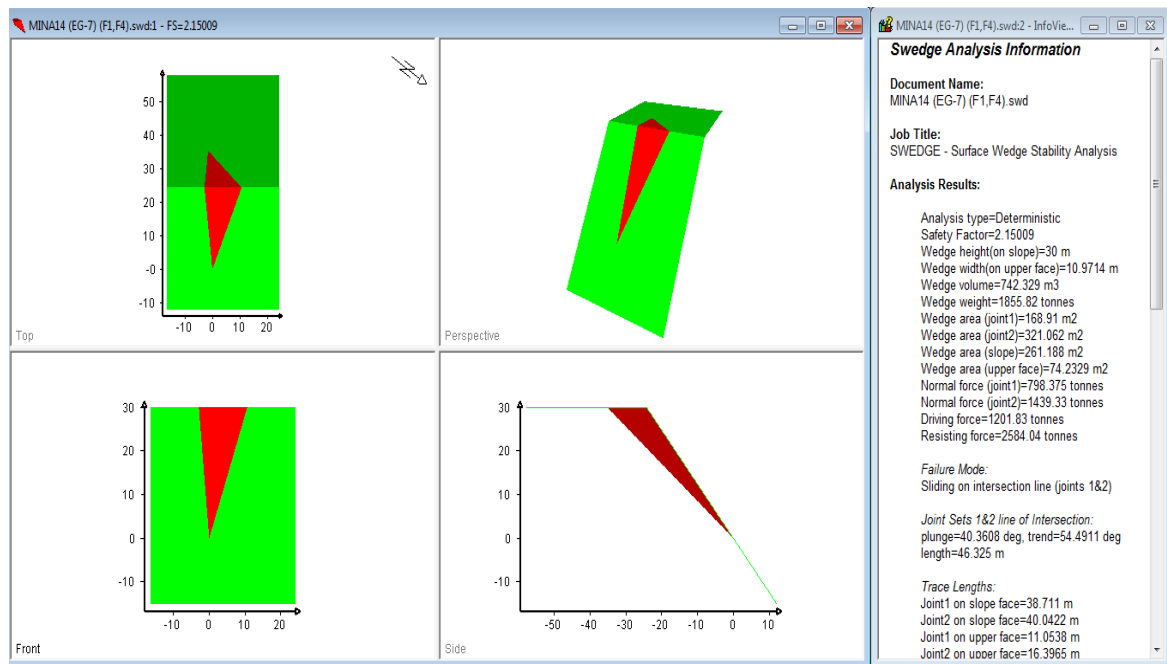 MINA14 (EG-7) (F1,F4).swd:1 - FS=2.15009
50
40
30
20
10
-0
-10
-10 0 10 20
Top
N
Perspective
30
20
10
0
-10
-10 0 10 20
Front
30
20
10
0
-10
-50 -40 -30 -20 -10 0 10
Side
MINA14 (EG-7) (F1,F4).swd:2 - InfoVie...
Swedge Analysis Information
Document Name:
MINA14 (EG-7) (F1,F4).swd
Job Title:
SWEDGE - Surface Wedge Stability Analysis
Analysis Results:
Analysis type=Deterministic
Safety Factor=2.15009
Wedge height(on slope)=30 m
Wedge width(on upper face)=10.9714 m
Wedge volume=742.329 m3
Wedge weight=1855.82 tonnes
Wedge area (joint1)=168.91 m2
Wedge area (joint2)=321.062 m2
Wedge area (slope)=261.188 m2
Wedge area (upper face)=74.2329 m2
Normal force (joint1)=798.375 tonnes
Normal force (joint2)=1439.33 tonnes
Driving force=1201.83 tonnes
Resisting force=2584.04 tonnes
Failure Mode:
Sliding on intersection line (joints 1&2)
Joint Sets 1&2 line of Intersection:
plunge=40.3608 deg, trend=54.4911 deg
length=46.325 m
Trace Lengths:
Joint1 on slope face=38.711 m
Joint2 on slope face=40.0422 m
Joint1 on upper face=11.0538 m
Joint2 on upper face=16.3965 m